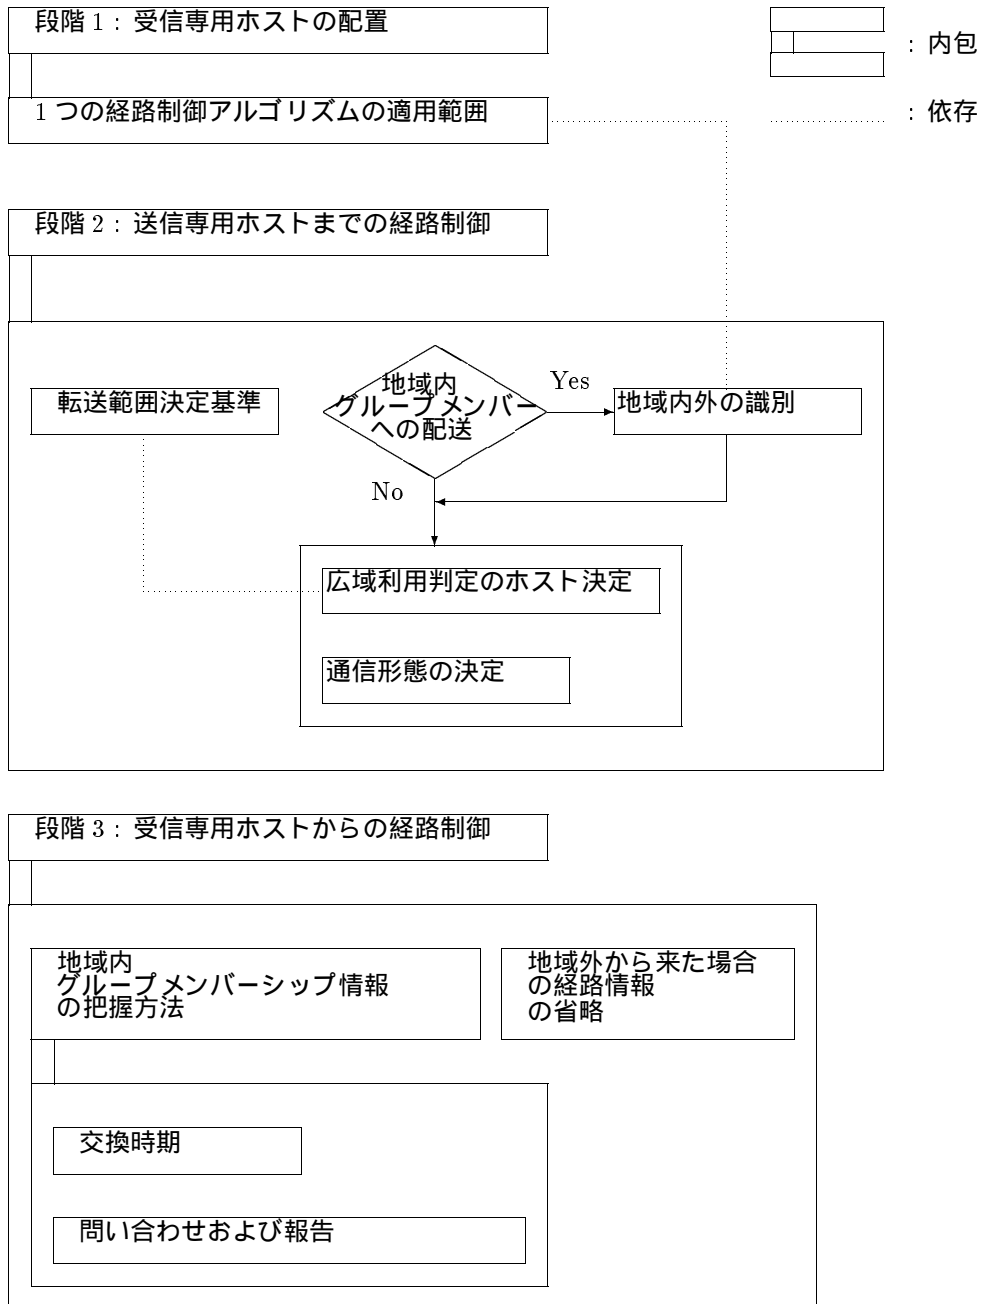 段階 1 : 受信専用ホストの配置
: 内包
1 つの経路制御アルゴリズムの適用範囲
: 依存
段階 2 : 送信専用ホストまでの経路制御
転送範囲決定基準
地域内
グループメンバー
への配送
Yes
地域内外の識別
No
広域利用判定のホスト決定
通信形態の決定
段階 3 : 受信専用ホストからの経路制御
地域内
グループメンバーシップ情報
の把握方法
地域外から来た場合
の経路情報
の省略
交換時期
問い合わせおよび報告